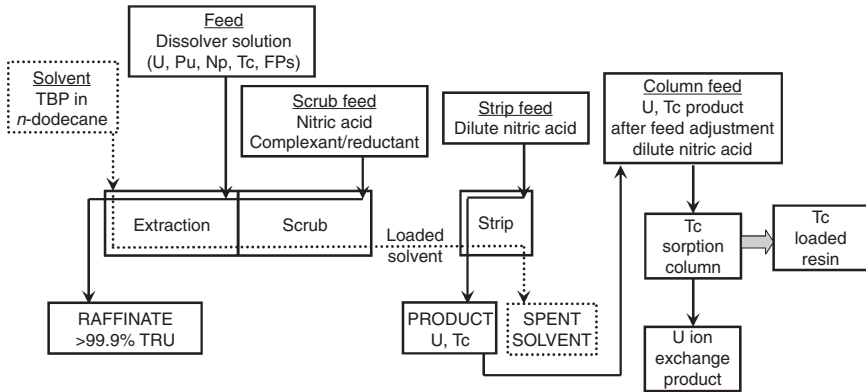 Feed
Dissolver solution
(U, Pu, Np, Tc, FPs)
Solvent
TBP in
n-dodecane
Scrub feed
Nitric acid
Complexant/reductant
Strip feed
Dilute nitric acid
Column feed
U, Tc product
after feed adjustment
dilute nitric acid
Extraction
Scrub
Loaded
solvent
Strip
Tc
sorption
column
Tc
loaded
resin
RAFFINATE
>99.9% TRU
PRODUCT
U, Tc
SPENT
SOLVENT
U ion
exchange
product